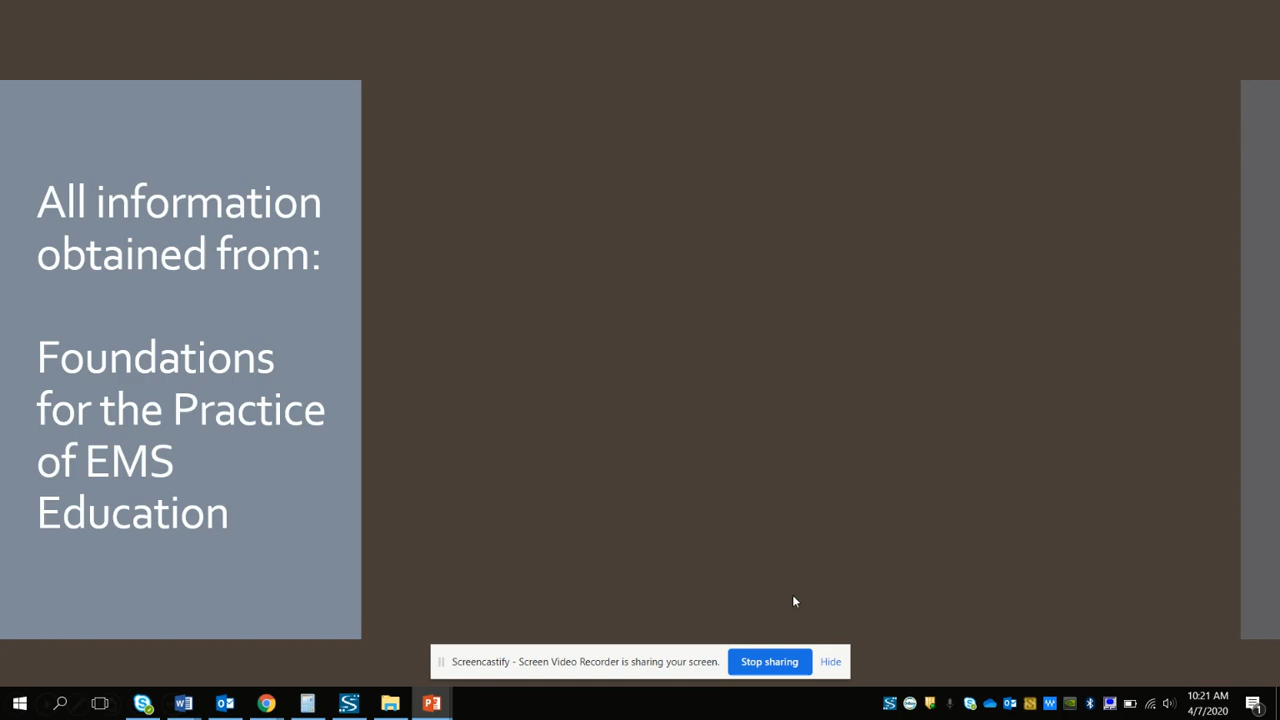 All information
obtained from:
Foundations
for the Practice
of EMS
Education
Screencastify - Screen Video Recorder is sharing your screen.
Stop sharing
Hide
10:21 AM
4/7/2020